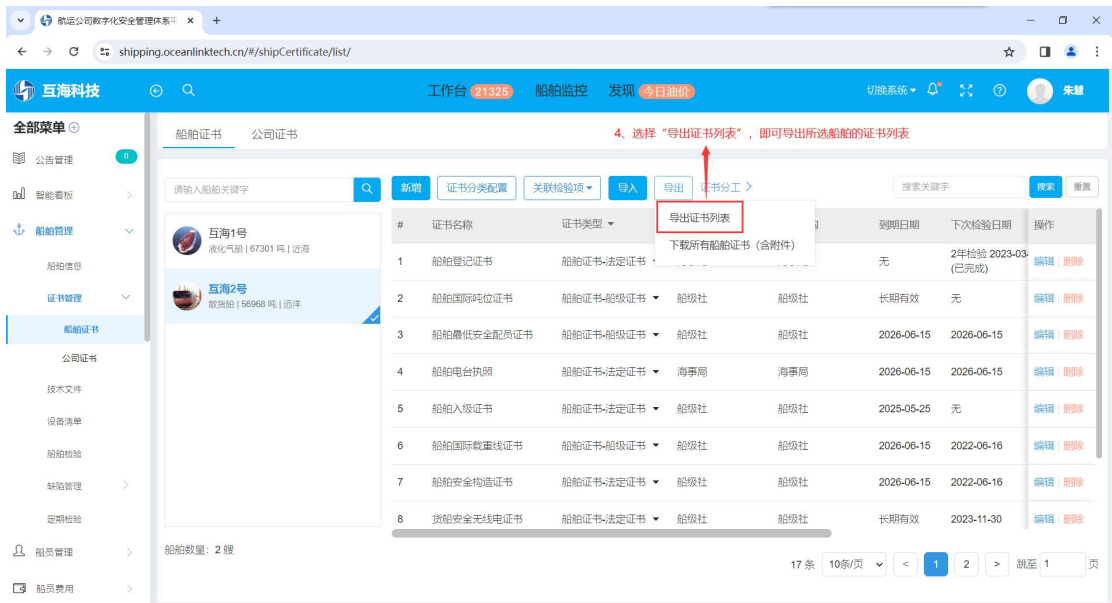 航运公司数字化安全管理体系平
shipping.oceanlinktech.cn/#/shipCertificate/list/
互海科技
工作台 21325 船舶监控 发现 今日油价
切换系统 朱慧
全部菜单
公告管理 0
智能看板
船舶管理
船舶信息
证书管理
船舶证书
公司证书
技术文件
设备清单
船舶检验
缺陷管理
定期检验
船员管理
船员费用
船舶证书 公司证书
4、选择“导出证书列表”，即可导出所选船舶的证书列表
请输入船舶关键字
新增 证书分类配置 关联检验项 导入 导出 证书分工 >
搜索关键字 搜索 重置
导出证书列表
下载所有船舶证书（含附件）
互海1号
液化气船 | 67301 吨 | 近海
互海2号
散货船 | 56968 吨 | 远洋
船舶数量：2 艘
# 证书名称 证书类型 到期日期 下次检验日期 操作
1 船舶登记证书 船舶证书-法定证书 无 2年检验 2023-03- (已完成) 编辑 删除
2 船舶国际吨位证书 船舶证书-船级证书 船级社 船级社 长期有效 无 编辑 删除
3 船舶最低安全配员证书 船舶证书-船级证书 船级社 船级社 2026-06-15 2026-06-15 编辑 删除
4 船舶电台执照 船舶证书-法定证书 海事局 海事局 2026-06-15 2026-06-15 编辑 删除
5 船舶入级证书 船舶证书-法定证书 船级社 船级社 2025-05-25 无 编辑 删除
6 船舶国际载重线证书 船舶证书-船级证书 船级社 船级社 2026-06-15 2022-06-16 编辑 删除
7 船舶安全构造证书 船舶证书-法定证书 船级社 船级社 2026-06-15 2022-06-16 编辑 删除
8 货船安全无线电证书 船舶证书-法定证书 船级社 船级社 长期有效 2023-11-30 编辑 删除
17 条 10条/页 < 1 2 > 跳至 1 页